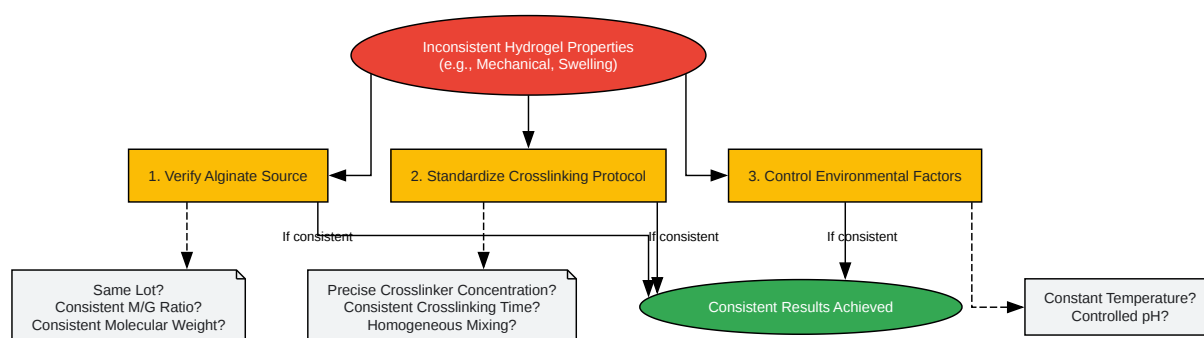 Inconsistent Hydrogel Properties
(e.g., Mechanical, Swelling)
1. Verify Alginate Source
2. Standardize Crosslinking Protocol
3. Control Environmental Factors
If consistent
If consistent
If consistent
Same Lot?
Consistent M/G Ratio?
Consistent Molecular Weight?
Precise Crosslinker Concentration?
Consistent Crosslinking Time?
Homogeneous Mixing?
Consistent Results Achieved
Constant Temperature?
Controlled pH?